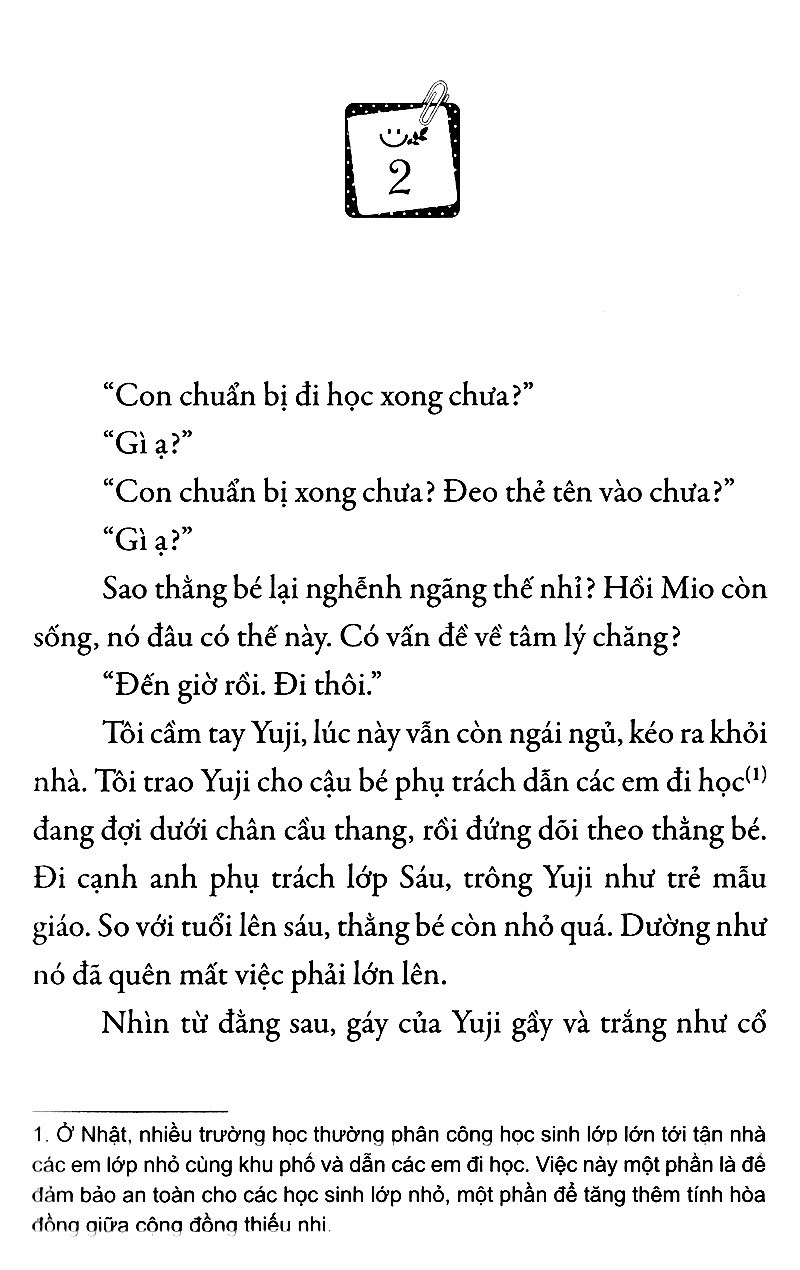 2
“Con chuẩn bị đi học xong chưa?”
“Gì ạ?”
“Con chuẩn bị xong chưa? Đeo thẻ tên vào chưa?”
“Gì ạ?”
Sao thằng bé lại nghễnh ngãng thế nhỉ? Hồi Mio còn
sống, nó đâu có thế này. Có vấn đề về tâm lý chăng?
“Đến giờ rồi. Đi thôi.”
Tôi cầm tay Yuji, lúc này vẫn còn ngái ngủ, kéo ra khỏi
nhà. Tôi trao Yuji cho cậu bé phụ trách dẫn các em đi học(1)
đang đợi dưới chân cầu thang, rồi đứng dõi theo thằng bé.
Đi cạnh anh phụ trách lớp Sáu, trông Yuji như trẻ mẫu
giáo. So với tuổi lên sáu, thằng bé còn nhỏ quá. Dường như
nó đã quên mất việc phải lớn lên.
Nhìn từ đằng sau, gáy của Yuji gầy và trắng như cổ
1. Ở Nhật, nhiều trường học thường phân công học sinh lớp lớn tới tận nhà
các em lớp nhỏ cùng khu phố và dẫn các em đi học. Việc này một phần là để
đảm bảo an toàn cho các học sinh lớp nhỏ, một phần để tăng thêm tính hòa
đồng giữa cộng đồng thiếu nhi.